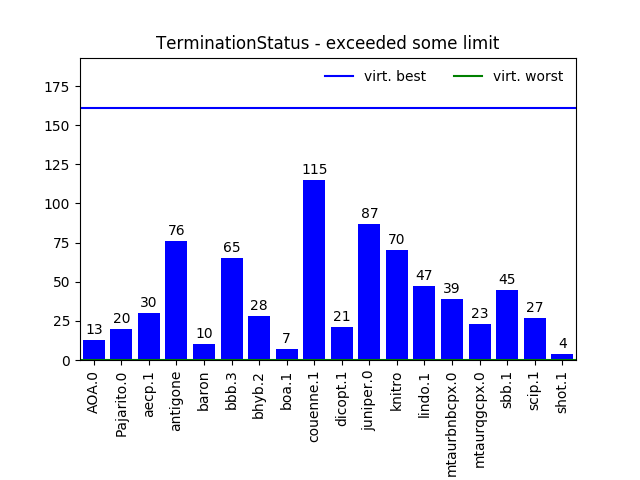 TerminationStatus - exceeded some limit
virt. best virt. worst
175
150
125
100
75
50
25
0
13 20 30 76 10 65 28 7 115 21 87 70 47 39 23 45 27 4
AOA.0
Pajarito.0
aecp.1
antigone
baron
bbb.3
bhyb.2
boa.1
couenne.1
dicopt.1
juniper.0
knitro
lindo.1
mtaurbnbcpx.0
mtaurqgcpx.0
sbb.1
scip.1
shot.1